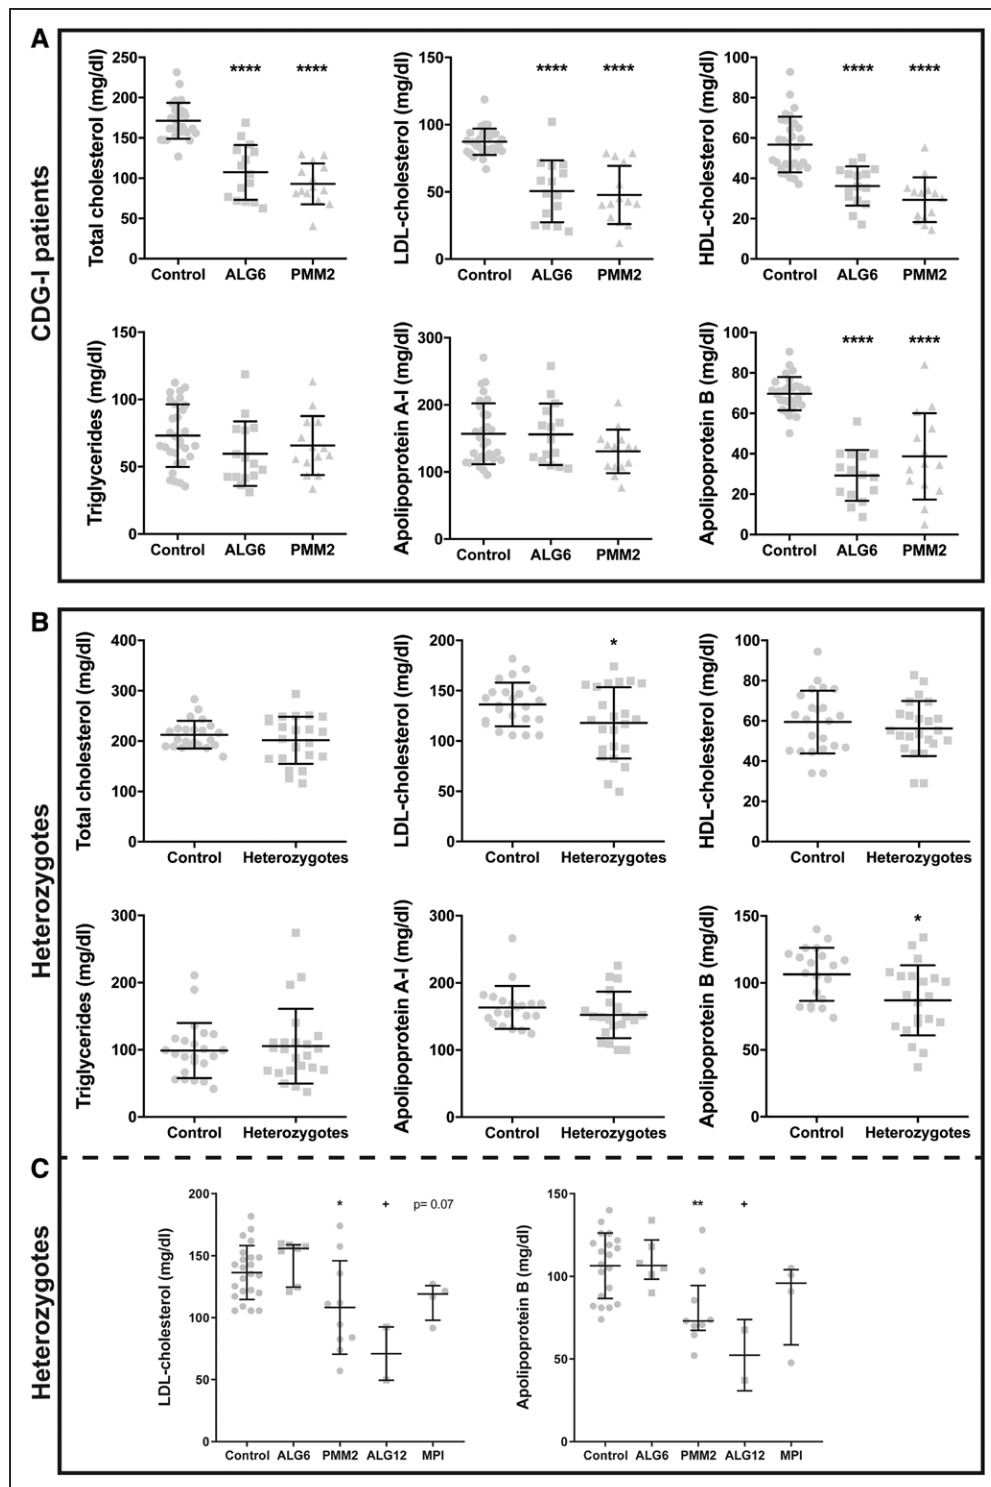 A
CDG-I patients
Total cholesterol (mg/dl)
250
200
150
100
50
0
****
****
Control
ALG6
PMM2
LDL-cholesterol (mg/dl)
150
100
50
0
****
****
Control
ALG6
PMM2
HDL-cholesterol (mg/dl)
100
80
60
40
20
0
****
****
Control
ALG6
PMM2
Triglycerides (mg/dl)
150
100
50
0
Control
ALG6
PMM2
Apolipoprotein A-I (mg/dl)
300
200
100
0
Control
ALG6
PMM2
Apolipoprotein B (mg/dl)
100
80
60
40
20
0
****
****
Control
ALG6
PMM2
B
Heterozygotes
Total cholesterol (mg/dl)
400
300
200
100
0
Control
Heterozygotes
LDL-cholesterol (mg/dl)
200
150
100
50
0
*
Control
Heterozygotes
HDL-cholesterol (mg/dl)
100
80
60
40
20
0
Control
Heterozygotes
Triglycerides (mg/dl)
300
200
100
0
Control
Heterozygotes
Apolipoprotein A-I (mg/dl)
300
200
100
0
Control
Heterozygotes
Apolipoprotein B (mg/dl)
150
100
50
0
*
Control
Heterozygotes
C
Heterozygotes
LDL-cholesterol (mg/dl)
200
150
100
50
0
*
+
p= 0.07
Control
ALG6
PMM2
ALG12
MPI
Apolipoprotein B (mg/dl)
150
100
50
0
**
+
Control
ALG6
PMM2
ALG12
MPI